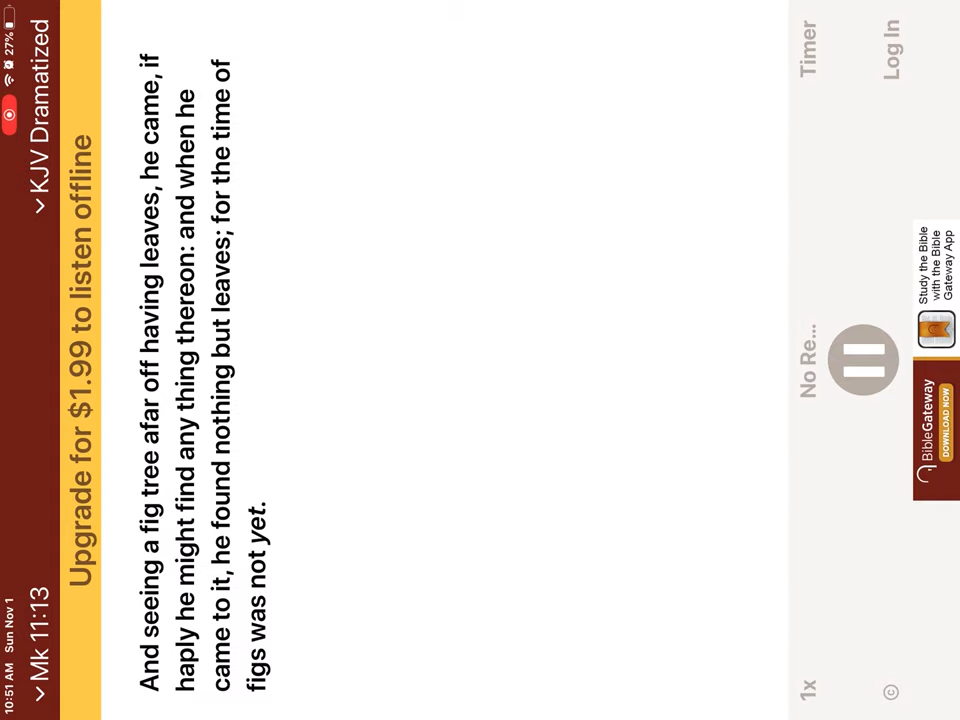 10:51 AM Sun Nov 1 27%
Mk 11:13 KJV Dramatized
Upgrade for $1.99 to listen offline
And seeing a fig tree afar off having leaves, he came, if
haply he might find any thing thereon: and when he
came to it, he found nothing but leaves; for the time of
figs was not yet.
1x No Re... Timer
© Log In
BibleGateway
DOWNLOAD NOW
Study the Bible
with the Bible
Gateway App